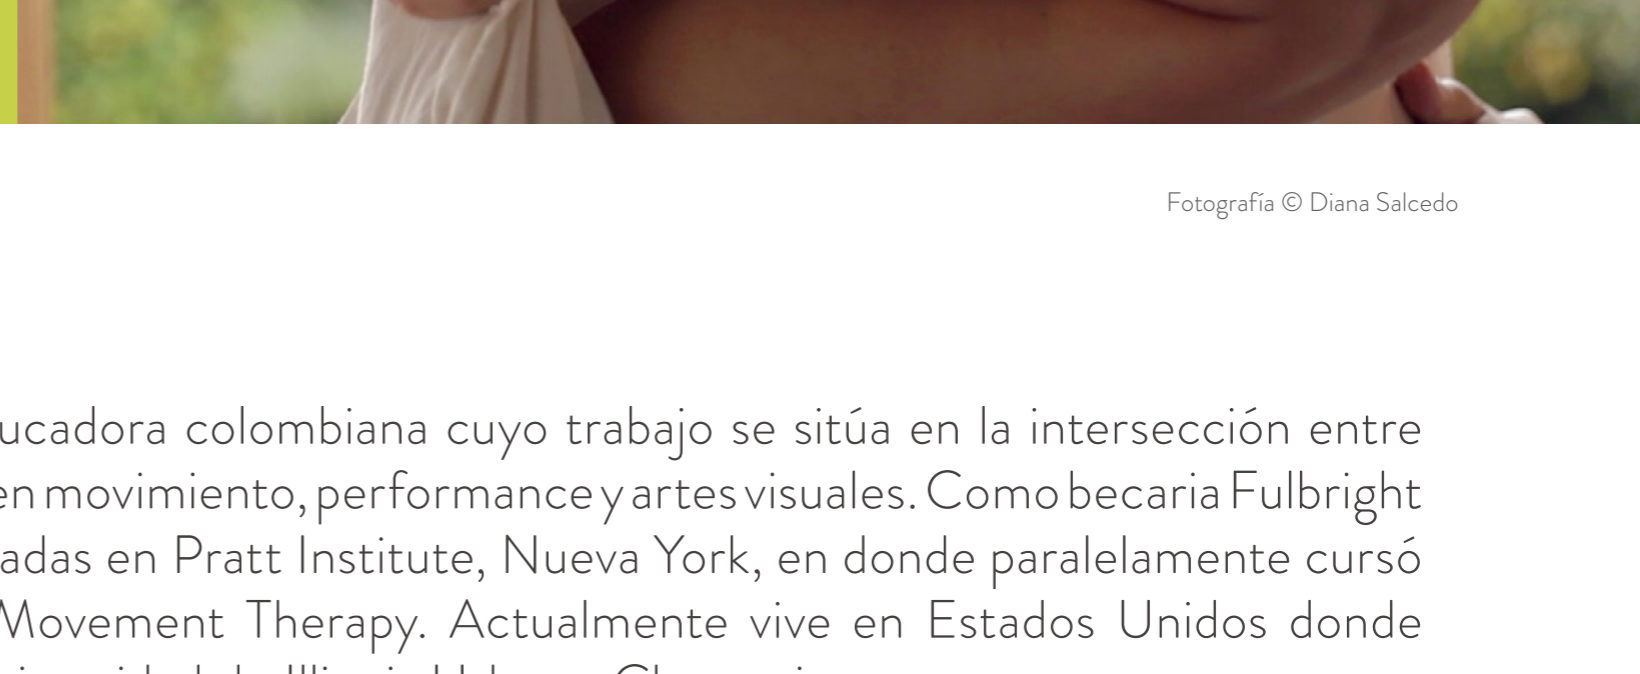 Fotografía © Diana Salcedo
ucadora colombiana cuyo trabajo se sitúa en la intersección entre
en movimiento, performance y artes visuales. Como becaria Fulbright
adas en Pratt Institute, Nueva York, en donde paralelamente cursó
Movement Therapy. Actualmente vive en Estados Unidos donde